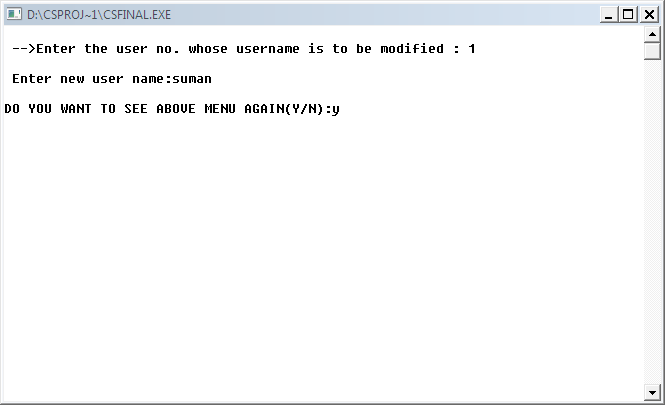 D:\CSPROJ~1\CSFINAL.EXE
-->Enter the user no. whose username is to be modified : 1
Enter new user name:suman
DO YOU WANT TO SEE ABOVE MENU AGAIN(Y/N):y